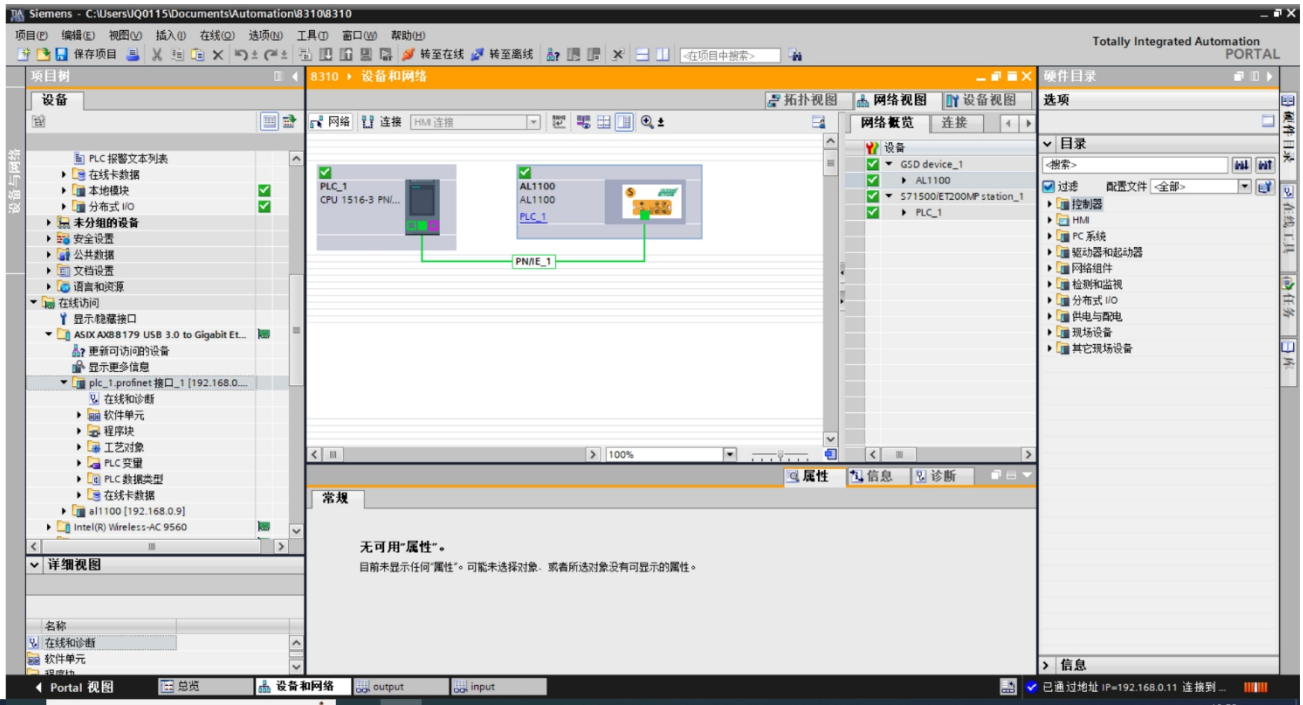 Siemens - C:\Users\JQ0115\Documents\Automation\8310\8310
项目(P) 编辑(E) 视图(V) 插入(I) 在线(O) 选项(N) 工具(T) 窗口(W) 帮助(H)
Totally Integrated Automation
PORTAL
保存项目 转至在线 转至离线 <在项目中搜索>
项目树
8310 设备和网络
硬件目录
设备
拓扑视图 网络视图 设备视图
选项
网络 连接 HMI 连接
网络概览 连接
设备与网络
PLC 报警文本列表
在线卡数据
本地模块
分布式 I/O
未分组的设备
安全设置
公共数据
文档设置
语言和资源
在线访问
显示/隐藏接口
ASIX AX88179 USB 3.0 to Gigabit Et...
更新可访问的设备
显示更多信息
plc_1.profinet 接口_1 [192.168.0....
在线和诊断
软件单元
程序块
工艺对象
PLC 变量
PLC 数据类型
在线卡数据
al1100 [192.168.0.9]
Intel(R) Wireless-AC 9560
PLC_1
CPU 1516-3 PN/...
AL1100
AL1100
PLC_1
PN/IE_1
100%
设备
GSD device_1
AL1100
S71500/ET200MP station_1
PLC_1
目录
<搜索>
过滤 配置文件 <全部>
控制器
HMI
PC 系统
驱动器和起动器
网络组件
检测和监视
分布式 I/O
供电与配电
现场设备
其它现场设备
硬件目录
在线工具
任务
库
属性 信息 诊断
常规
无可用"属性"。
目前未显示任何"属性"。可能未选择对象，或者所选对象没有可显示的属性。
详细视图
名称
在线和诊断
软件单元
程序块
信息
Portal 视图 总览 设备和网络 output input
已通过地址 IP=192.168.0.11 连接到 ...